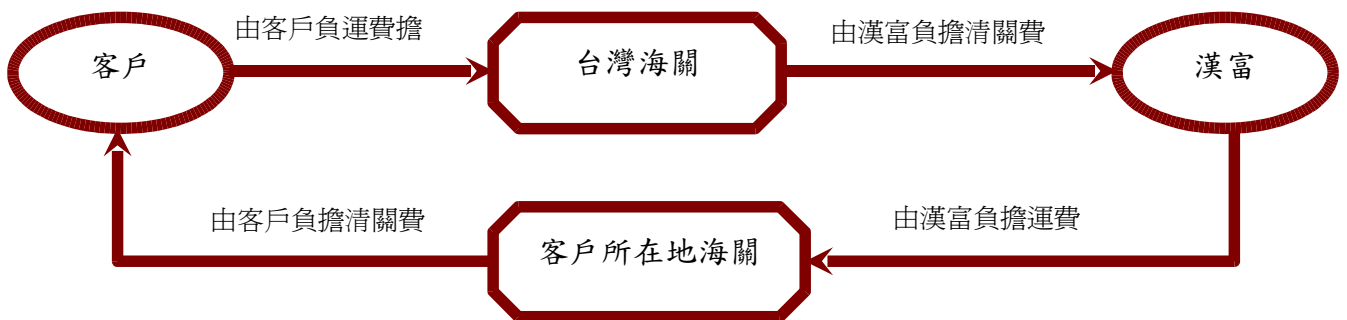 由客戶負運費擔
由漢富負擔清關費
客戶
台灣海關
漢富
由客戶負擔清關費
由漢富負擔運費
客戶所在地海關